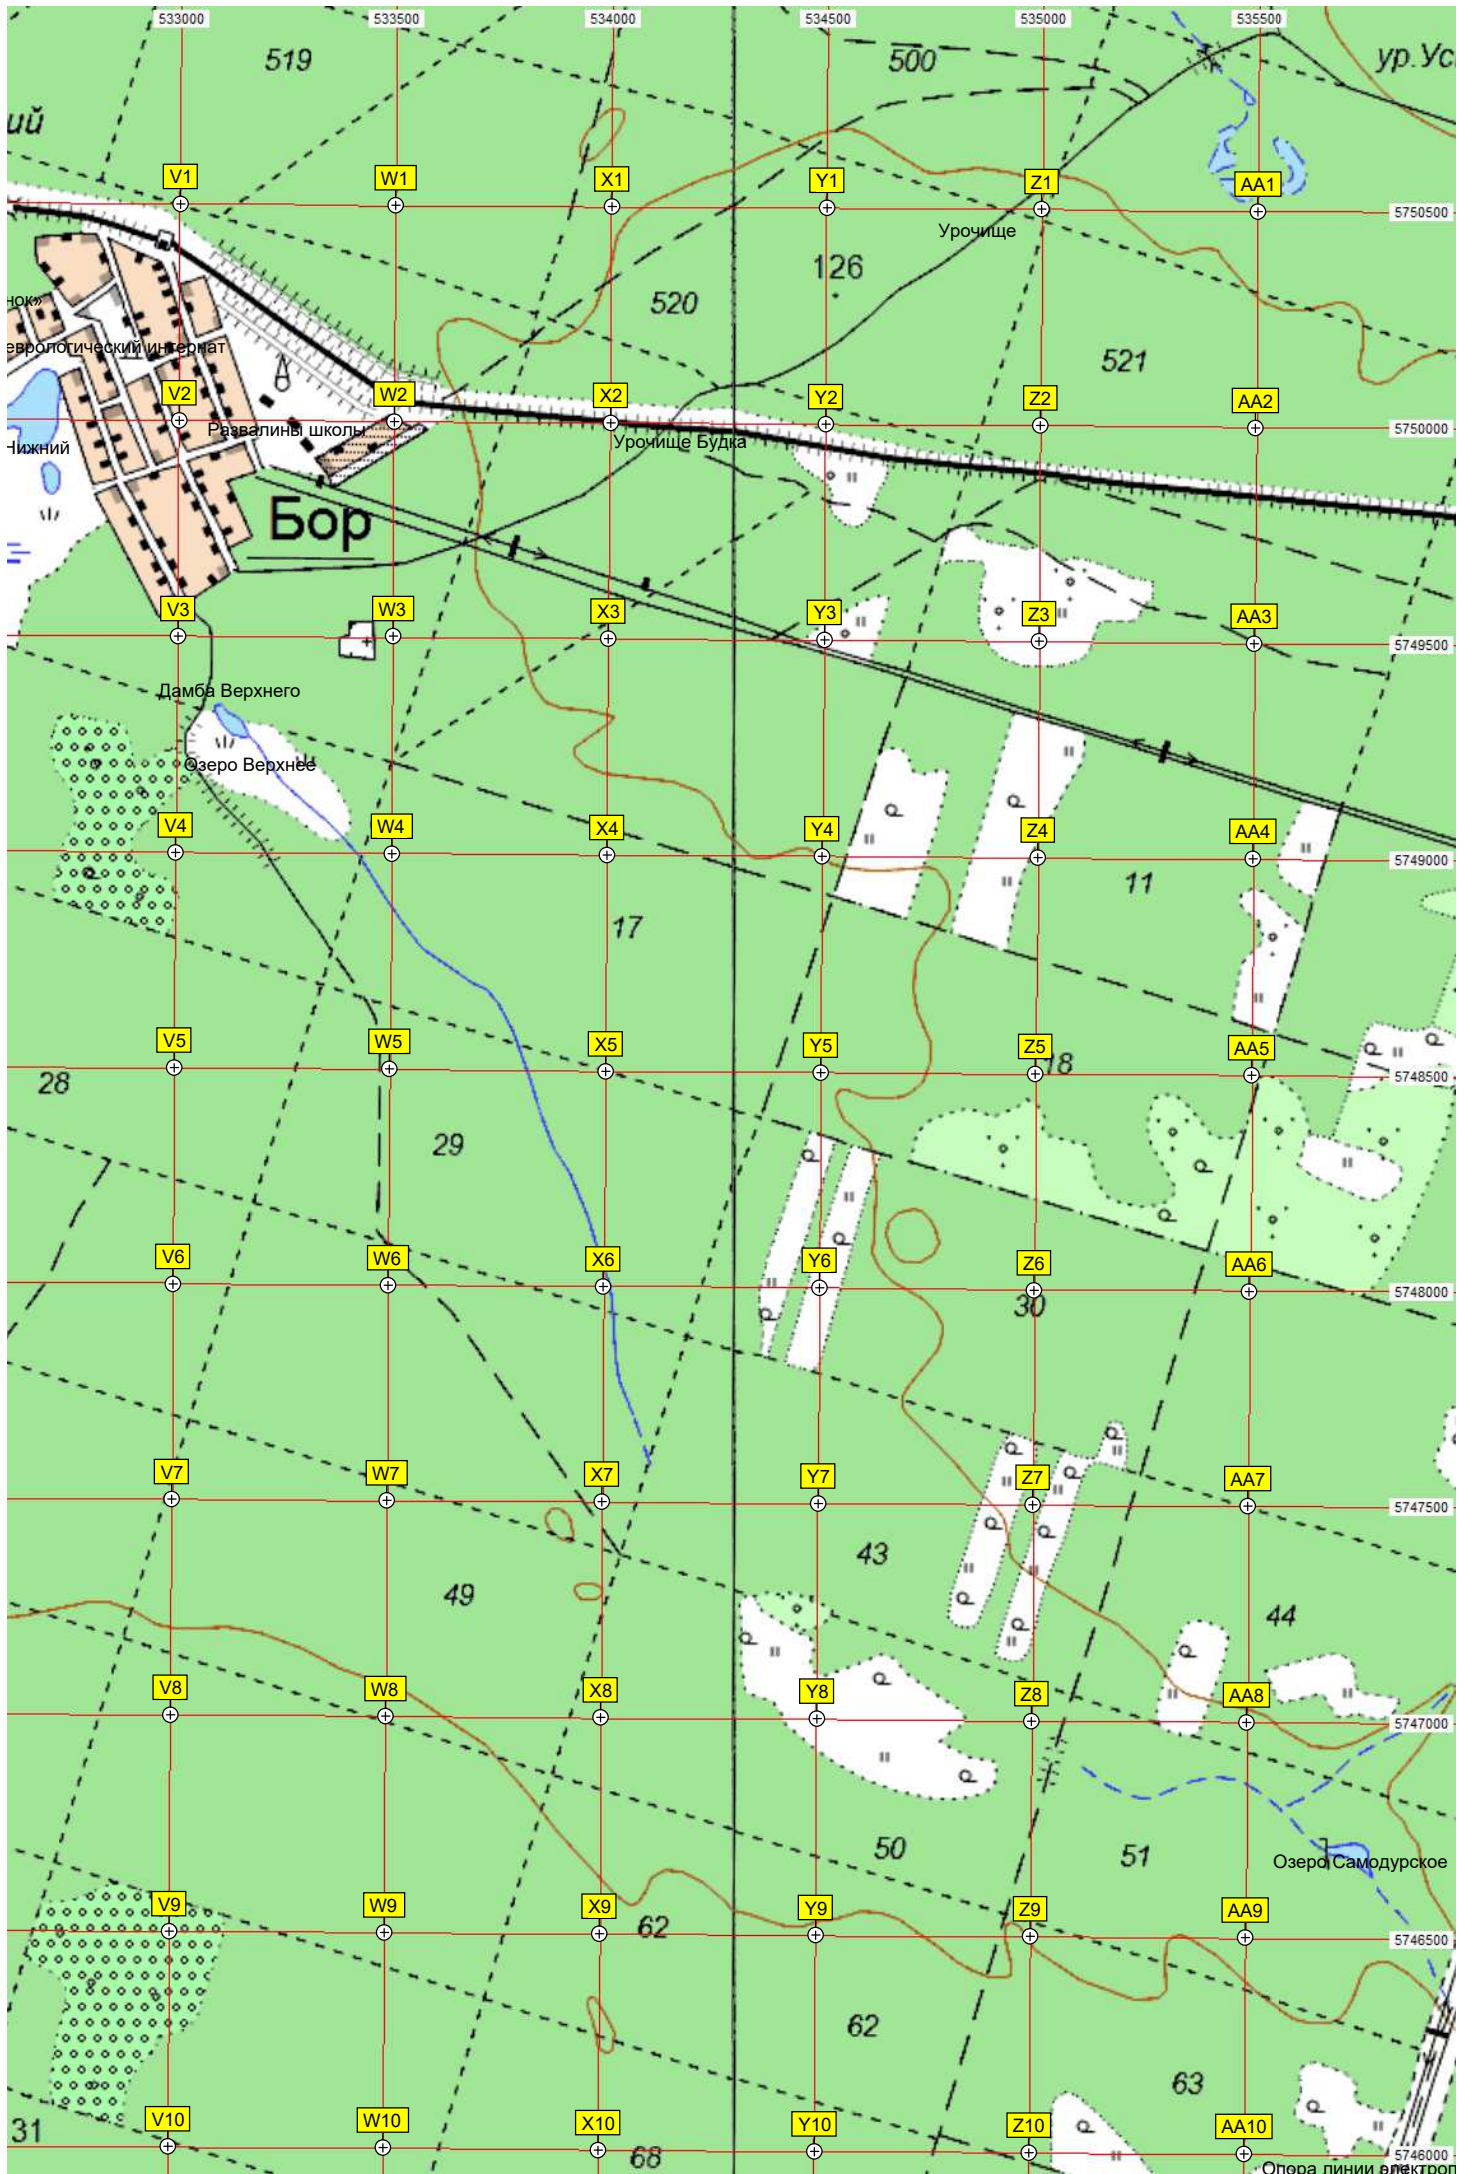 533000 533500 534000 534500 535000 535500
519 500 ур.Ус
ий
V1 W1 X1 Y1 Z1 AA1
5750500
Урочище
126
520
нок»
еврологический интернат
521
V2 W2 X2 Y2 Z2 AA2
5750000
Развалины школы
Урочище Будка
Нижний
Бор
V3 W3 X3 Y3 Z3 AA3
5749500
Дамба Верхнего
Озеро Верхнее
V4 W4 X4 Y4 Z4 AA4
5749000
11
17
V5 W5 X5 Y5 Z5 AA5
18
5748500
28
29
V6 W6 X6 Y6 Z6 AA6
5748000
30
V7 W7 X7 Y7 Z7 AA7
5747500
43
49
44
V8 W8 X8 Y8 Z8 AA8
5747000
50
51
Озеро Самодурское
V9 W9 X9 Y9 Z9 AA9
62
5746500
62
63
31
V10 W10 X10 Y10 Z10 AA10
68
5746000
Опора линии электроп